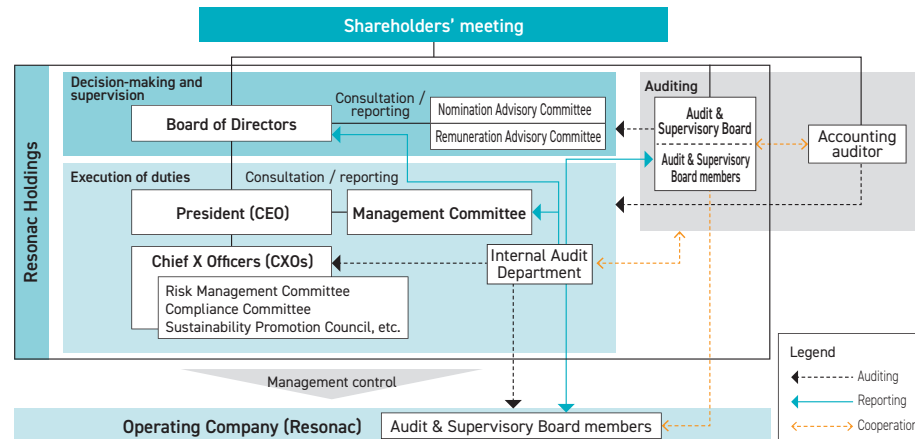 Shareholders' meeting
Resonac Holdings
Decision-making and
supervision
Board of Directors
Consultation /
reporting
Nomination Advisory Committee
Remuneration Advisory Committee
Auditing
Audit &
Supervisory Board
Audit & Supervisory
Board members
Accounting
auditor
Execution of duties
Consultation / reporting
President (CEO)
Management Committee
Chief X Officers (CXOs)
Risk Management Committee
Compliance Committee
Sustainability Promotion Council, etc.
Internal Audit
Department
Management control
Operating Company (Resonac)
Audit & Supervisory Board members
Legend
Auditing
Reporting
Cooperation